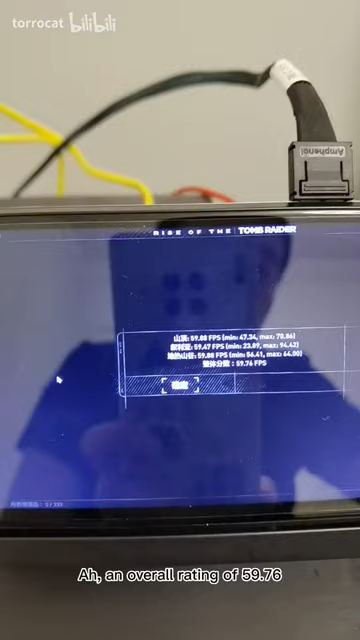 torrocat bilibili
Amphenol
RISE OF THE TOMB RAIDER
山顶: 59.88 FPS (min: 47.34, max: 70.86)
叙利亚: 59.47 FPS (min: 23.89, max: 94.42)
地热山谷: 59.88 FPS (min: 56.41, max: 64.00)
整体分数: 59.76 FPS
确定
Ah, an overall rating of 59.76